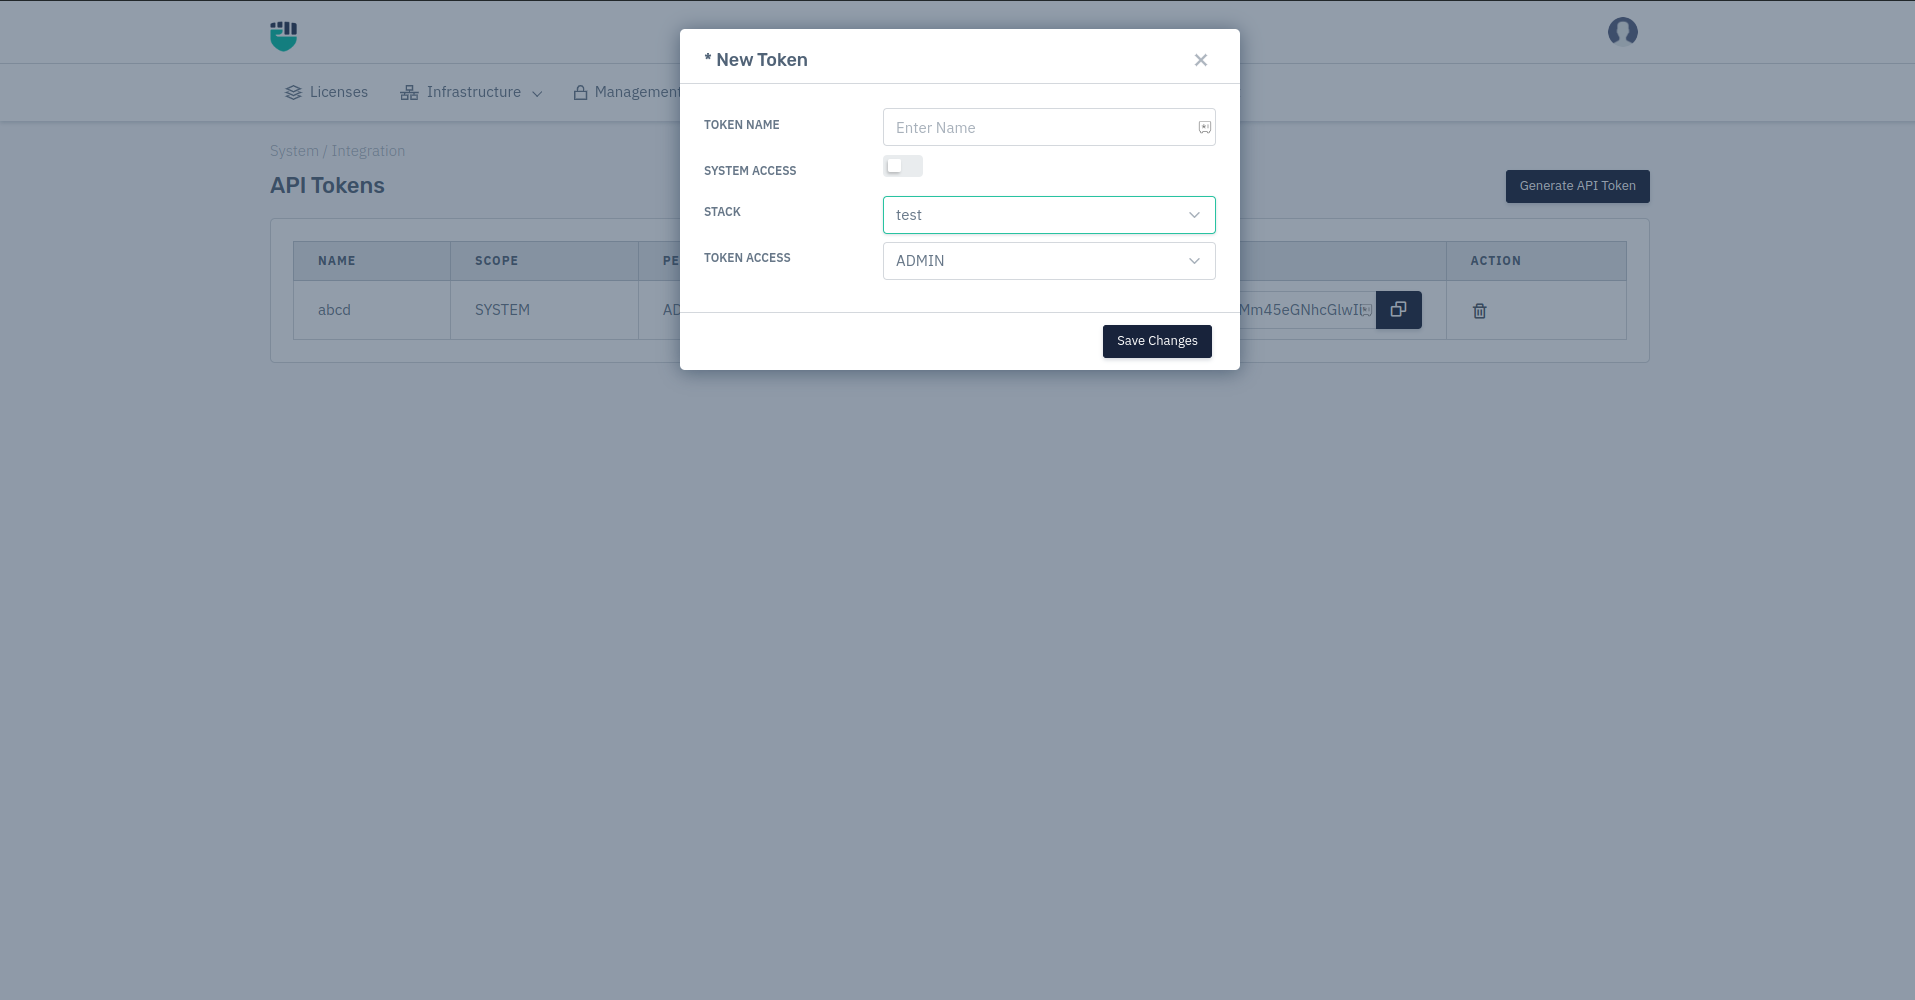 * New Token
Licenses
Infrastructure
Management
TOKEN NAME
Enter Name
SYSTEM ACCESS
STACK
test
TOKEN ACCESS
ADMIN
Save Changes
System / Integration
API Tokens
Generate API Token
NAME SCOPE PE ACTION
abcd SYSTEM AD